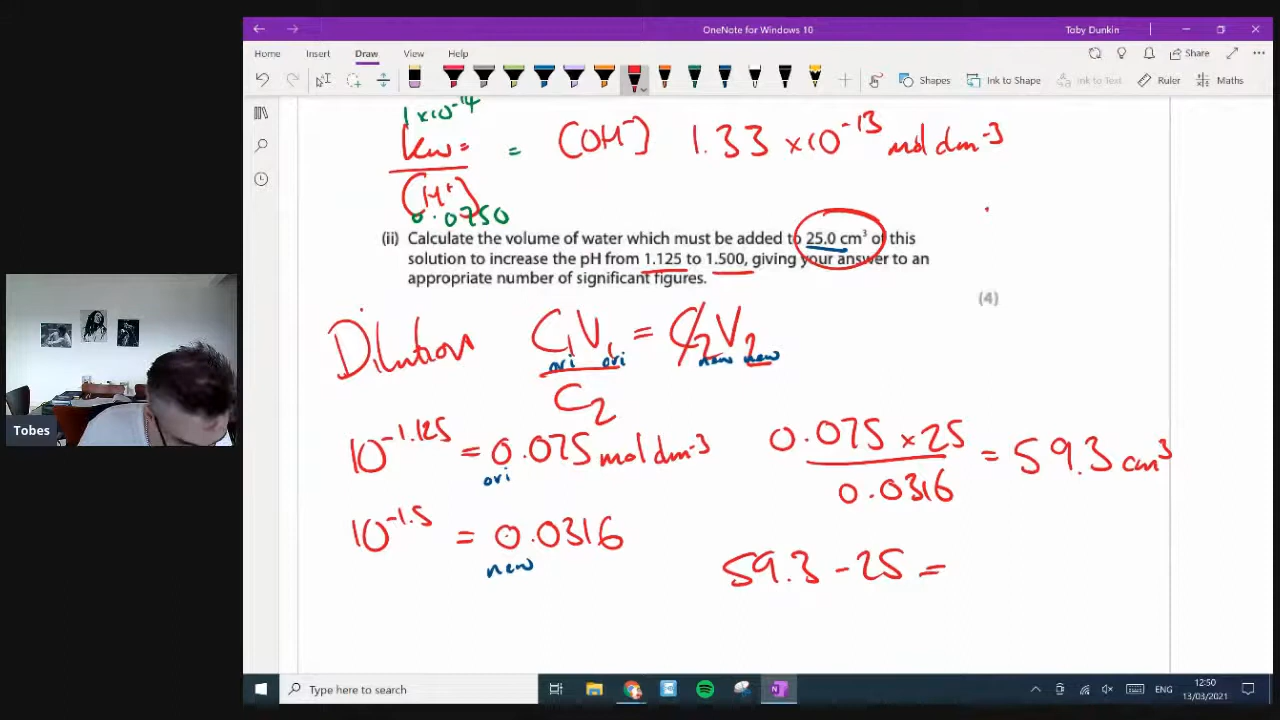 OneNote for Windows 10
Toby Dunkin
Home Insert Draw View Help
Share
Shapes Ink to Shape Ink to Text Ruler Maths
1 x 10^-14
kw = = [OH-] 1.33 x10^-13 mol dm^-3
[H+]
0.0750
(ii) Calculate the volume of water which must be added to 25.0 cm³ of this
solution to increase the pH from 1.125 to 1.500, giving your answer to an
appropriate number of significant figures.
(4)
Dilution C1V1 = C2V2
ori ori new new
C2
10^-1.125 = 0.075 mol dm^-3
ori
0.075 x 25 = 59.3 cm³
0.0316
10^-1.5 = 0.0316
new
59.3 - 25 =
Tobes
Type here to search
ENG
12:50
13/03/2021